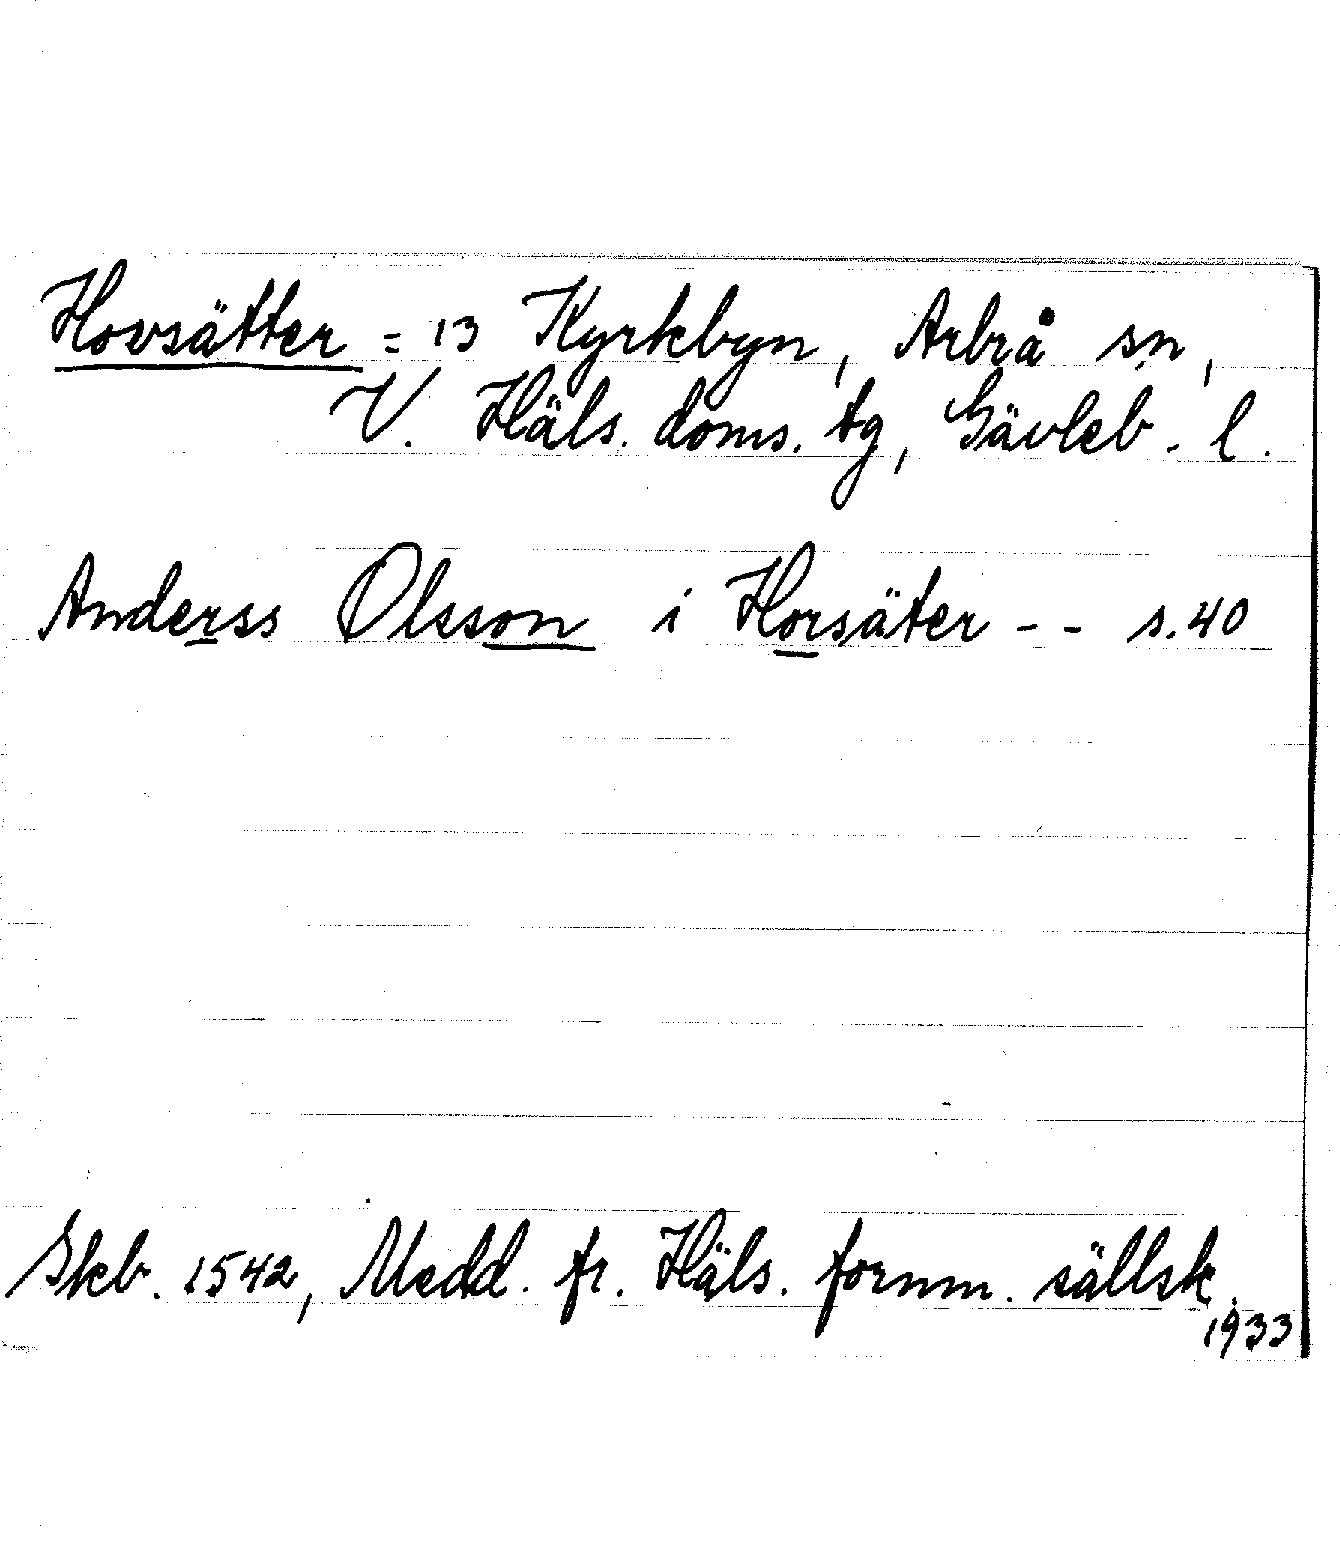 Hovsätter = 13 Kyrkbyn, Arbrå sn,
V. Häls. doms. tg, Gävleb. l.
Anderss Olsson i Horsäter - - s. 40
Skb. 1542, Medd. fr. Häls. fornm. sällsk.
1933